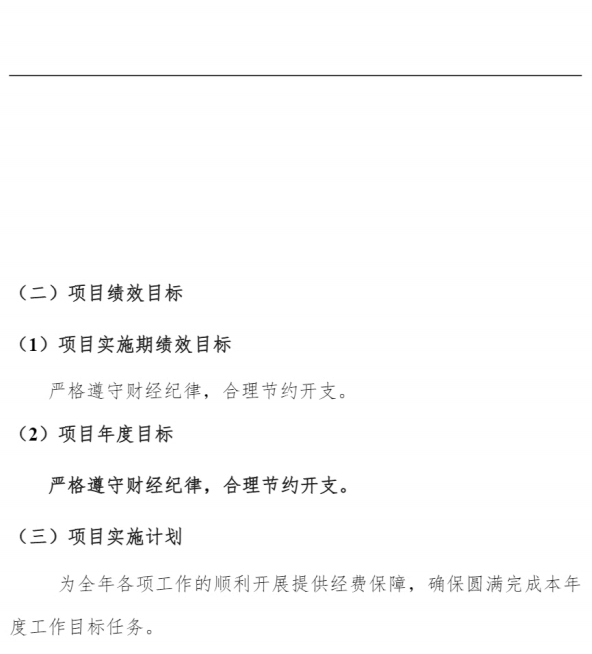 （二）项目绩效目标
（1）项目实施期绩效目标
严格遵守财经纪律，合理节约开支。
（2）项目年度目标
严格遵守财经纪律，合理节约开支。
（三）项目实施计划
为全年各项工作的顺利开展提供经费保障，确保圆满完成本年
度工作目标任务。